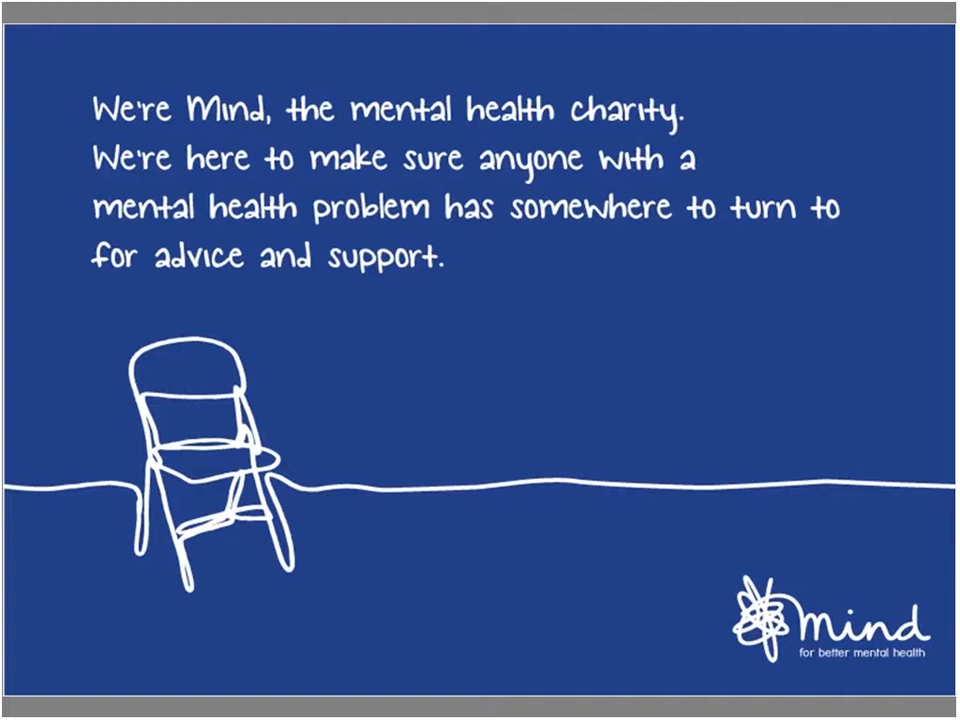 We're Mind, the mental health charity.
We're here to make sure anyone with a
mental health problem has somewhere to turn to
for advice and support.
mind
for better mental health